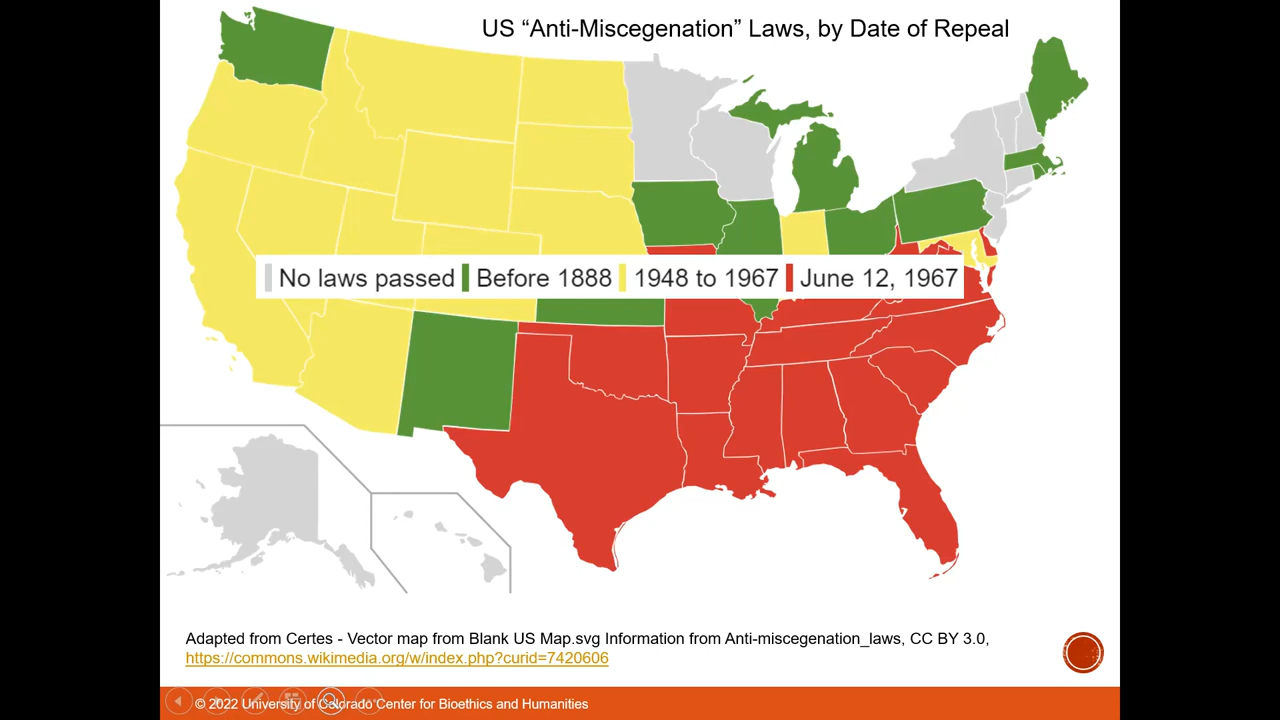 US “Anti-Miscegenation” Laws, by Date of Repeal
No laws passed Before 1888 1948 to 1967 June 12, 1967
Adapted from Certes - Vector map from Blank US Map.svg Information from Anti-miscegenation_laws, CC BY 3.0,
https://commons.wikimedia.org/w/index.php?curid=7420606
© 2022 University of Colorado Center for Bioethics and Humanities